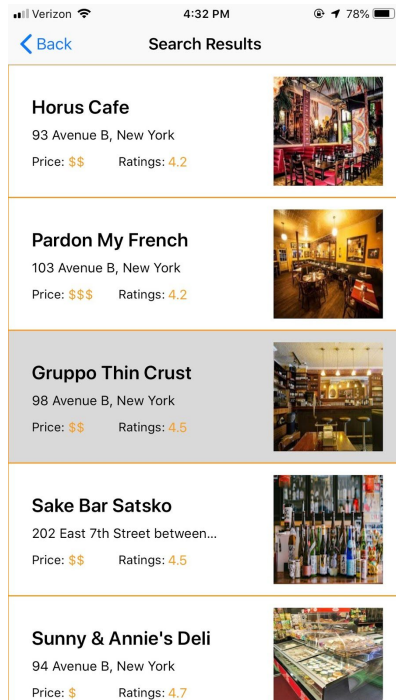 Verizon 4:32 PM 78%
Back Search Results
Horus Cafe
93 Avenue B, New York
Price: $$ Ratings: 4.2
Pardon My French
103 Avenue B, New York
Price: $$$ Ratings: 4.2
Gruppo Thin Crust
98 Avenue B, New York
Price: $$ Ratings: 4.5
Sake Bar Satsko
202 East 7th Street between...
Price: $$ Ratings: 4.5
Sunny & Annie's Deli
94 Avenue B, New York
Price: $ Ratings: 4.7